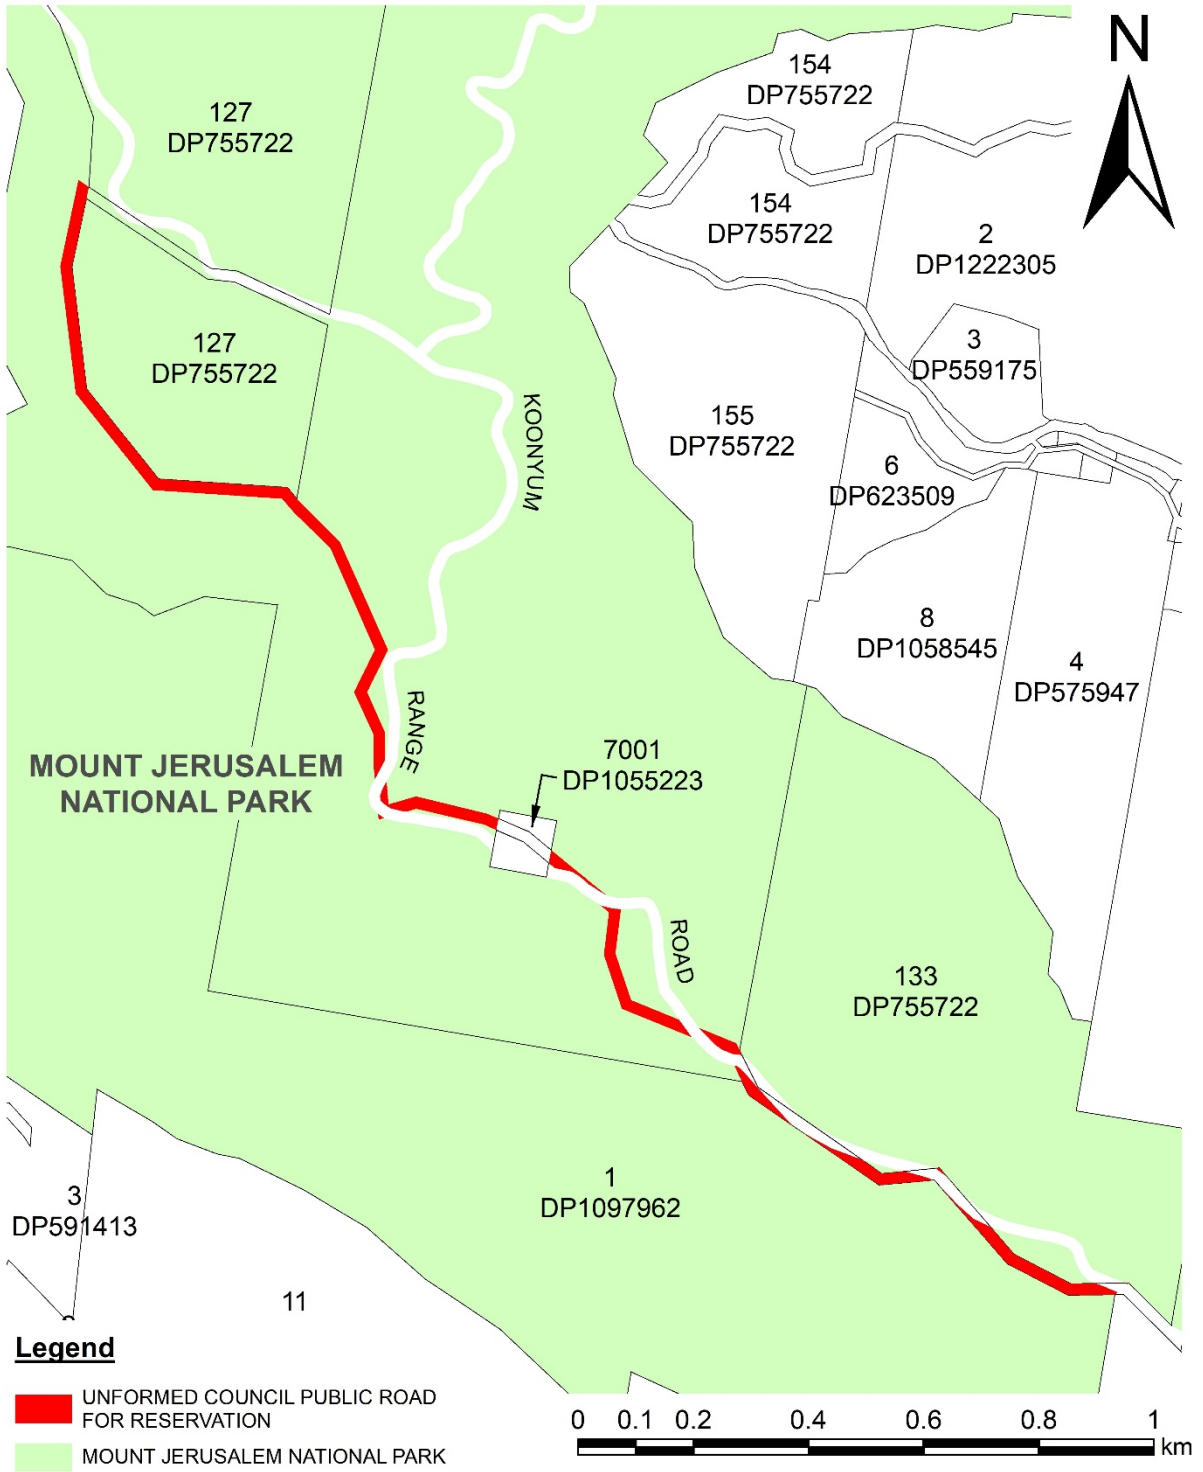 N
154
DP755722
127
DP755722
154
DP755722
2
DP1222305
3
DP559175
127
DP755722
KOONYUM
155
DP755722
6
DP623509
8
DP1058545
4
DP575947
RANGE
7001
DP1055223
MOUNT JERUSALEM
NATIONAL PARK
ROAD
133
DP755722
1
DP1097962
3
DP591413
11
Legend
UNFORMED COUNCIL PUBLIC ROAD
FOR RESERVATION
MOUNT JERUSALEM NATIONAL PARK
0 0.1 0.2 0.4 0.6 0.8 1
km